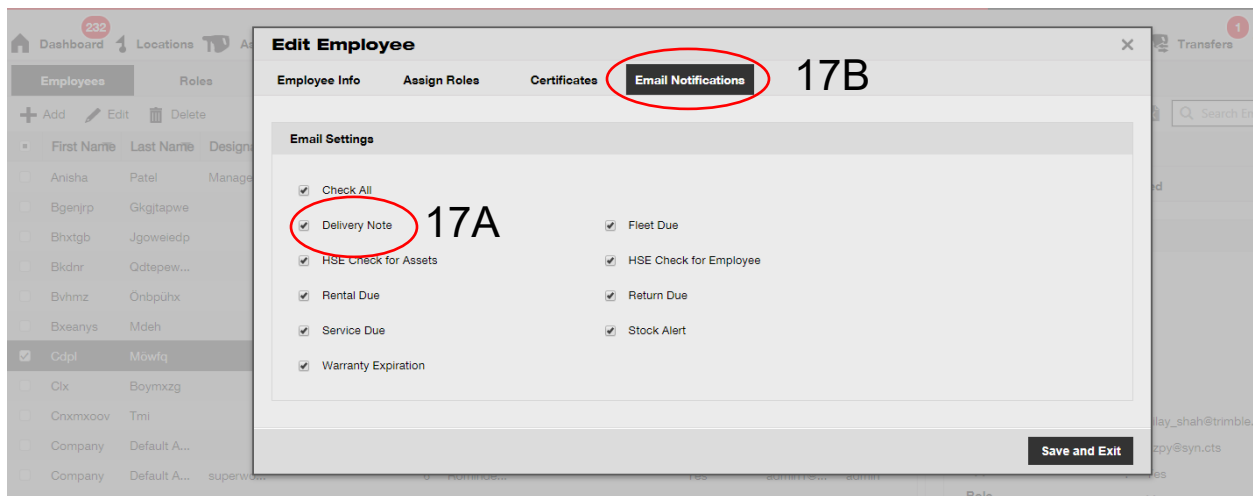 232
1
Dashboard Locations
Transfers
Edit Employee
Employees Roles
Employee Info Assign Roles Certificates Email Notifications 17B
Add Edit Delete
Search
Email Settings
First Name Last Name
Anisha Patel
Check All
Bgenjrp Gkgjtapwe
Delivery Note 17A Fleet Due
Bhxtgb Jgoweiedp
HSE Check for Assets HSE Check for Employee
Bkdnr Qdtepew...
Rental Due Return Due
Bvhmz Önbpühx
Bxeanys Mdeh
Service Due Stock Alert
Cdpl Möwfq
Warranty Expiration
Clx Boymxzg
Cnxmxoov Tmi
Company Default A...
Save and Exit
Company Default A...